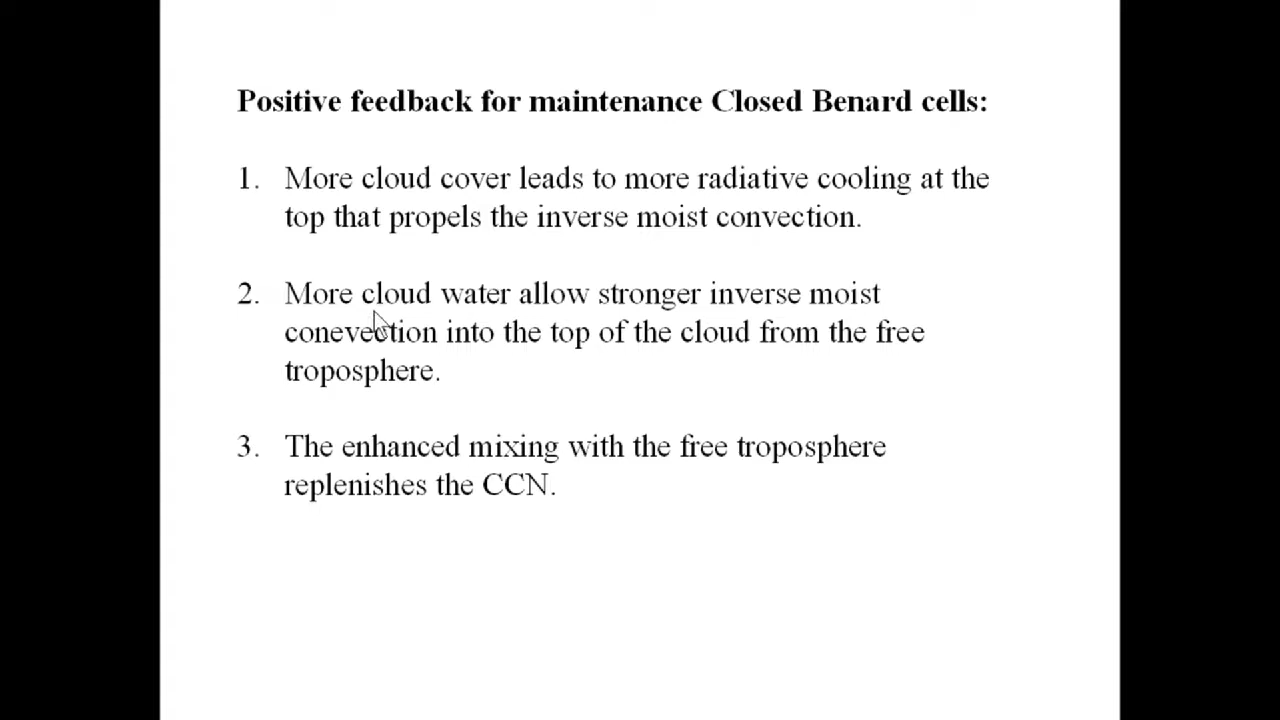 Positive feedback for maintenance Closed Benard cells:
1. More cloud cover leads to more radiative cooling at the
top that propels the inverse moist convection.
2. More cloud water allow stronger inverse moist
conevection into the top of the cloud from the free
troposphere.
3. The enhanced mixing with the free troposphere
replenishes the CCN.